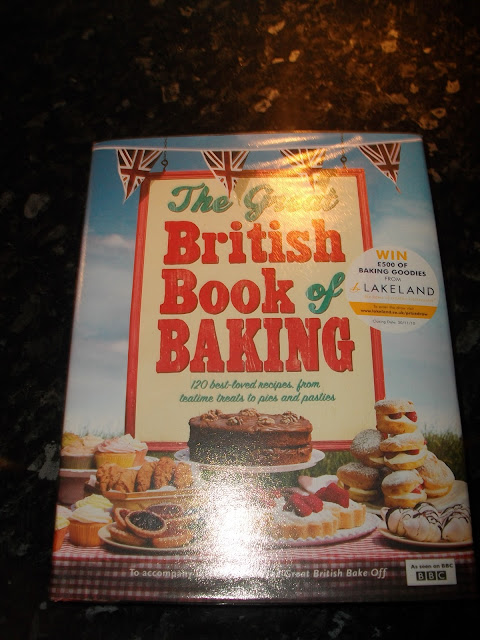 The Great
British
Book of
BAKING
120 best-loved recipes, from
teatime treats to pies and pasties
WIN
£500 OF
BAKING GOODIES
FROM
LAKELAND
To accompany
Great British Bake Off
As seen on BBC
BBC